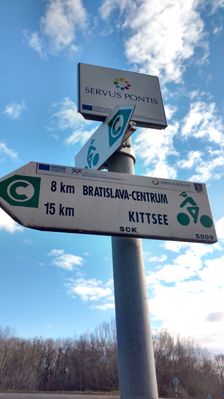 SERVUS PONTIS
C
C
8 km BRATISLAVA-CENTRUM
15 km KITTSEE
SCK
5009